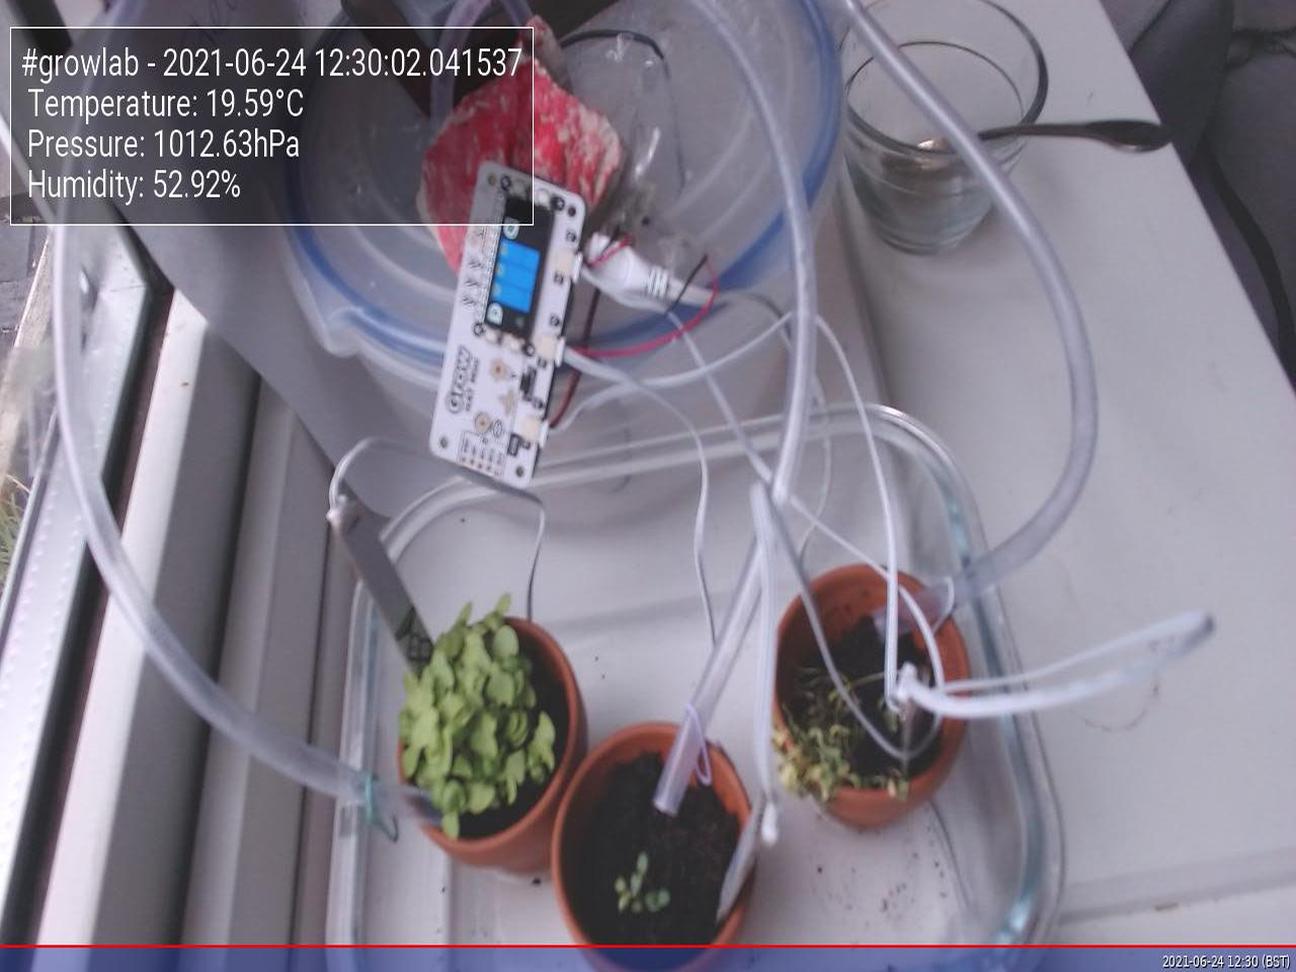 #growlab - 2021-06-24 12:30:02.041537
Temperature: 19.59°C
Pressure: 1012.63hPa
Humidity: 52.92%
GROW
2021-06-24 12:30 (BST)